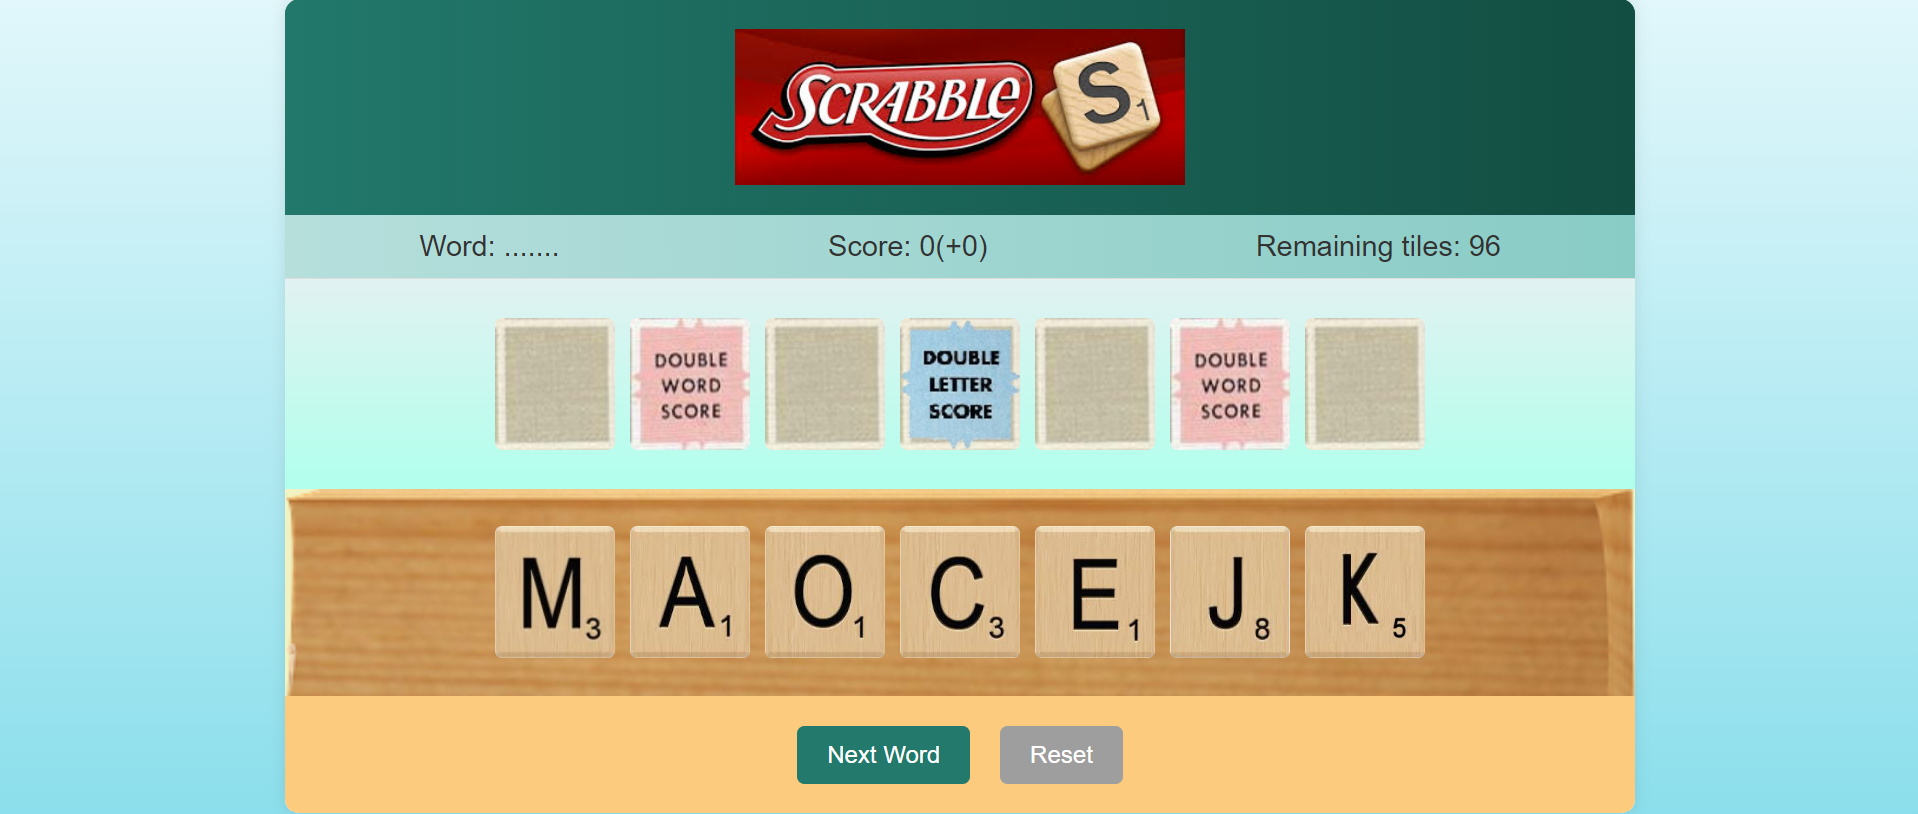 SCRABBLE S 1
Word: ....... Score: 0(+0) Remaining tiles: 96
DOUBLE WORD SCORE
DOUBLE LETTER SCORE
DOUBLE WORD SCORE
M3 A1 O1 C3 E1 J8 K5
Next Word Reset